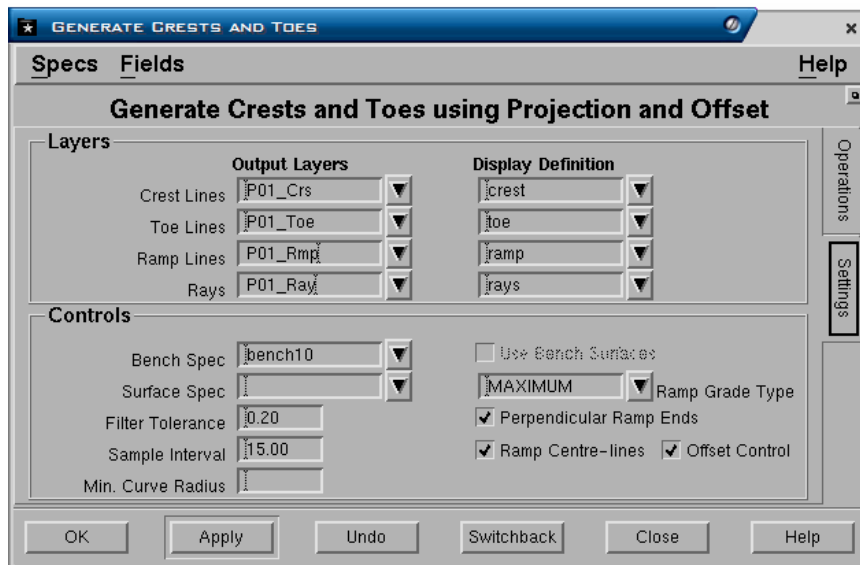 GENERATE CRESTS AND TOES
Specs Fields Help
Generate Crests and Toes using Projection and Offset
Layers
Output Layers Display Definition
Crest Lines P01_Crs crest
Toe Lines P01_Toe toe
Ramp Lines P01_Rmp ramp
Rays P01_Ray rays
Controls
Bench Spec bench10 Use Bench Surfaces
Surface Spec MAXIMUM Ramp Grade Type
Filter Tolerance 0.20 Perpendicular Ramp Ends
Sample Interval 15.00 Ramp Centre-lines Offset Control
Min. Curve Radius
Operations
Settings
OK Apply Undo Switchback Close Help